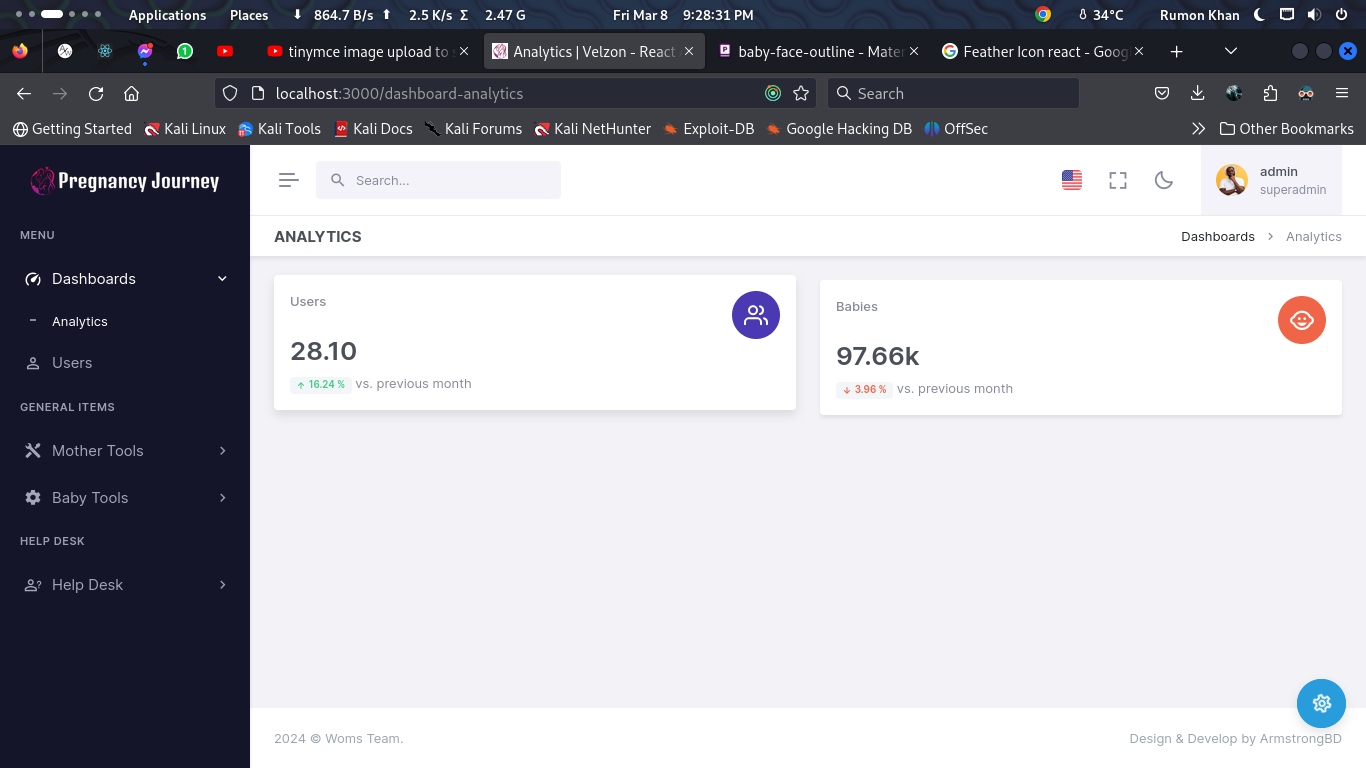 Applications Places 864.7 B/s 2.5 K/s Σ 2.47 G Fri Mar 8 9:28:31 PM 34°C Rumon Khan
1 tinymce image upload to Analytics | Velzon - React baby-face-outline - Mater Feather Icon react - Goog
localhost:3000/dashboard-analytics Search
Getting Started Kali Linux Kali Tools Kali Docs Kali Forums Kali NetHunter Exploit-DB Google Hacking DB OffSec Other Bookmarks
Pregnancy Journey
MENU
Dashboards
Analytics
Users
GENERAL ITEMS
Mother Tools
Baby Tools
HELP DESK
Help Desk
Search...
admin
superadmin
ANALYTICS
Dashboards > Analytics
Users
28.10
↑ 16.24 % vs. previous month
Babies
97.66k
↓ 3.96 % vs. previous month
2024 © Woms Team.
Design & Develop by ArmstrongBD